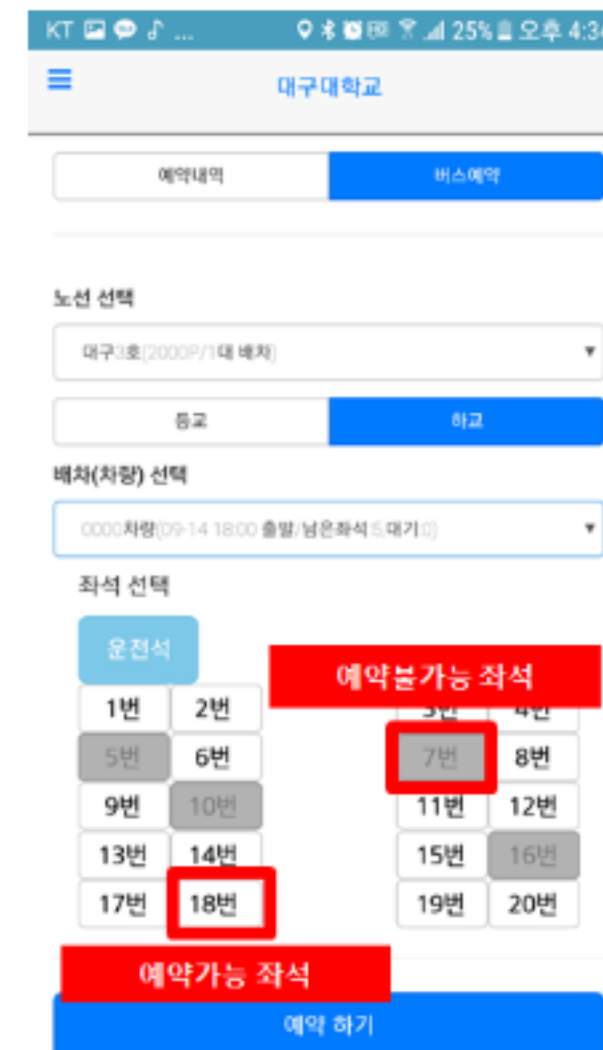 KT ... 25% 오후 4:34
대구대학교
예약내역 버스예약
노선 선택
대구3호(2000P/1대 배차)
등교 하교
배차(차량) 선택
0000차량(09-14 18:00 출발/남은좌석:5,대기:0)
좌석 선택
운전석
예약불가능 좌석
1번 2번 3번 4번
5번 6번 7번 8번
9번 10번 11번 12번
13번 14번 15번 16번
17번 18번 19번 20번
예약가능 좌석
예약 하기